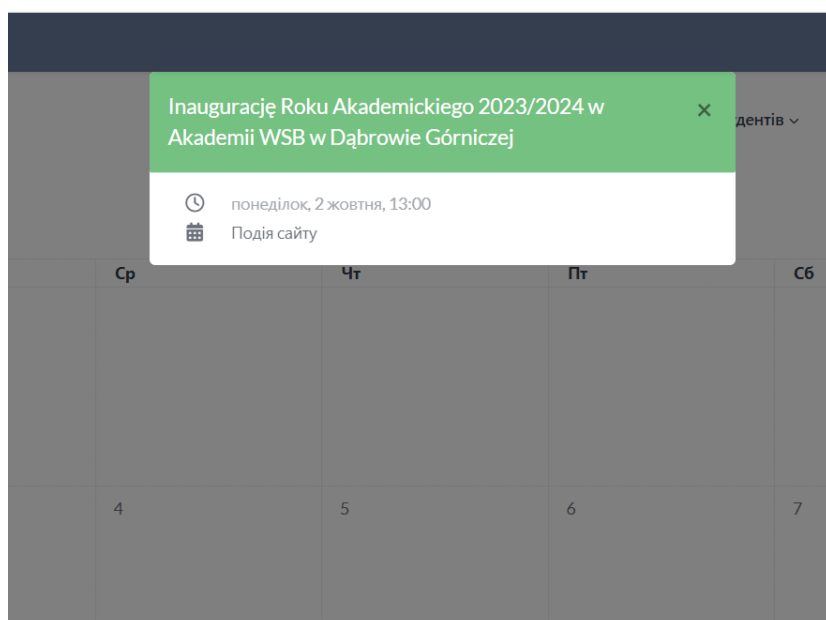 Inaugurację Roku Akademickiego 2023/2024 w
Akademii WSB w Dąbrowie Górniczej
понеділок, 2 жовтня, 13:00
Подія сайту
Ср Чт Пт Сб
4 5 6 7